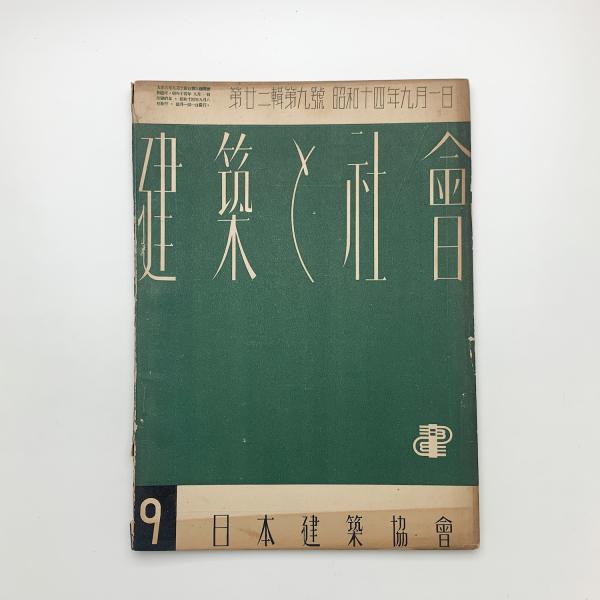 第廿二輯第九號 昭和十四年九月一日
建築と社會
9
日本建築協會